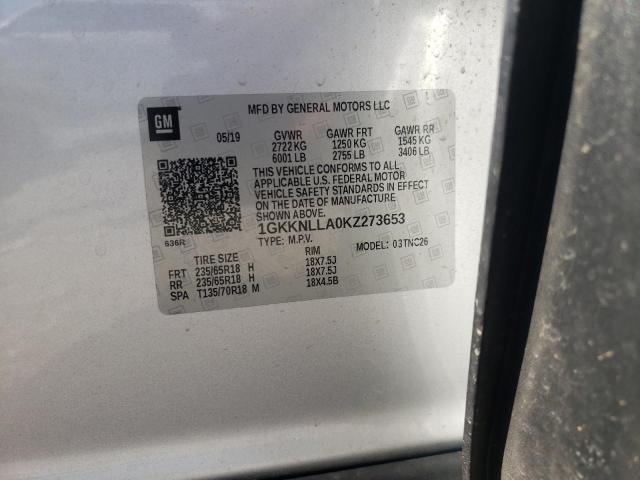 MFD BY GENERAL MOTORS LLC
GM
05/19 GVWR GAWR FRT GAWR RR
2722 KG 1250 KG 1545 KG
6001 LB 2755 LB 3406 LB
THIS VEHICLE CONFORMS TO ALL
APPLICABLE U.S. FEDERAL MOTOR
VEHICLE SAFETY STANDARDS IN EFFECT
ON THE DATE OF MANUFACTURE
SHOWN ABOVE.
1GKKNLLA0KZ273653
636R TYPE: M.P.V. MODEL: 03TNC26
TIRE SIZE RIM
FRT 235/65R18 H 18X7.5J
RR 235/65R18 H 18X7.5J
SPA T135/70R18 M 18X4.5B